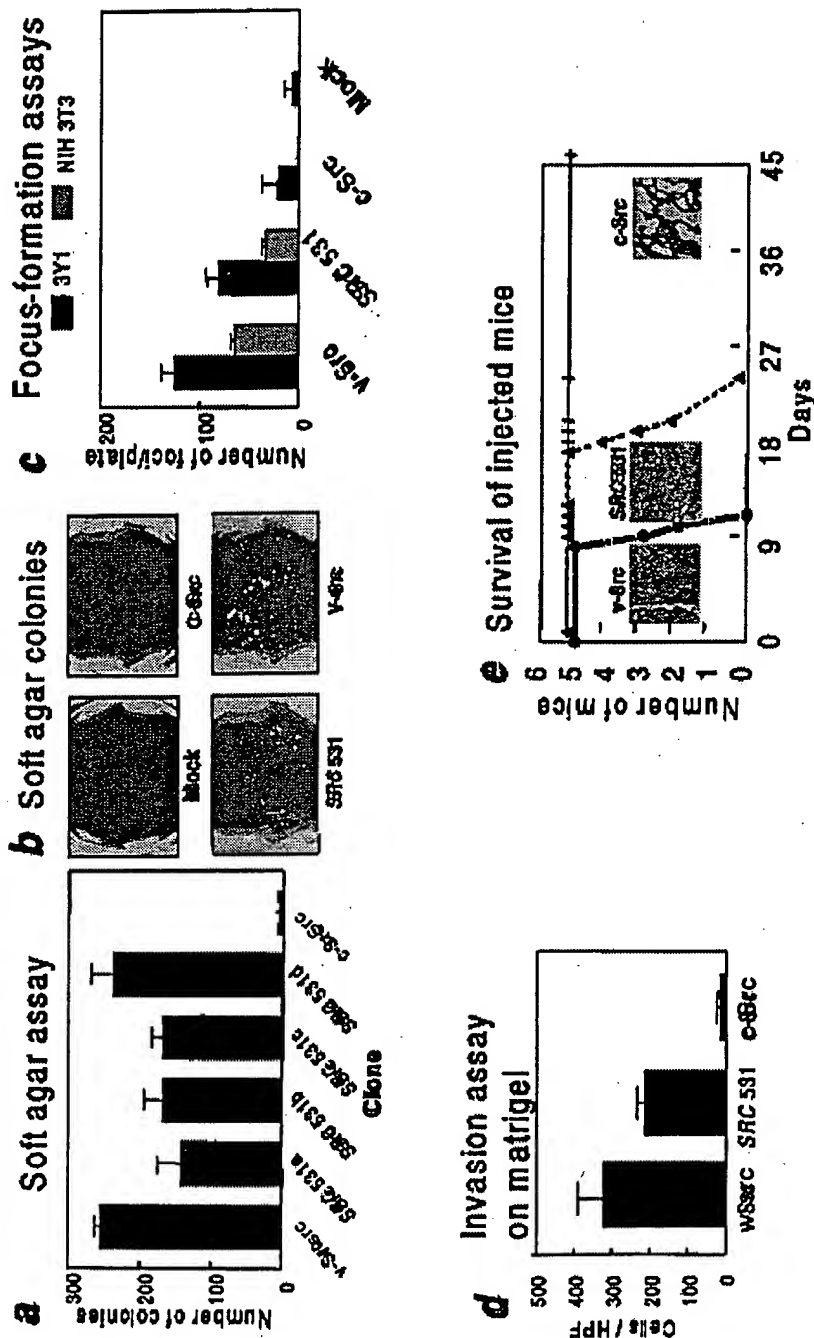 a Soft agar assay
Number of colonies
300
200
100
0
SRC 531a
SRC 531b
SRC 531c
SRC 531d
Clone
b Soft agar colonies
Mock
c-Src
SRC 531
v-src
c Focus-formation assays
3Y1
NIH 3T3
Number of foci/plate
200
100
0
v-Src
SRC 531
c-Src
Mock
d Invasion assay
on matrigel
Cells / HPF
500
400
300
200
100
0
SRC 531
c-Src
e Survival of injected mice
Number of mice
6
5
4
3
2
1
0
v-Src
SRC531
c-Src
0
9
18
27
36
45
Days